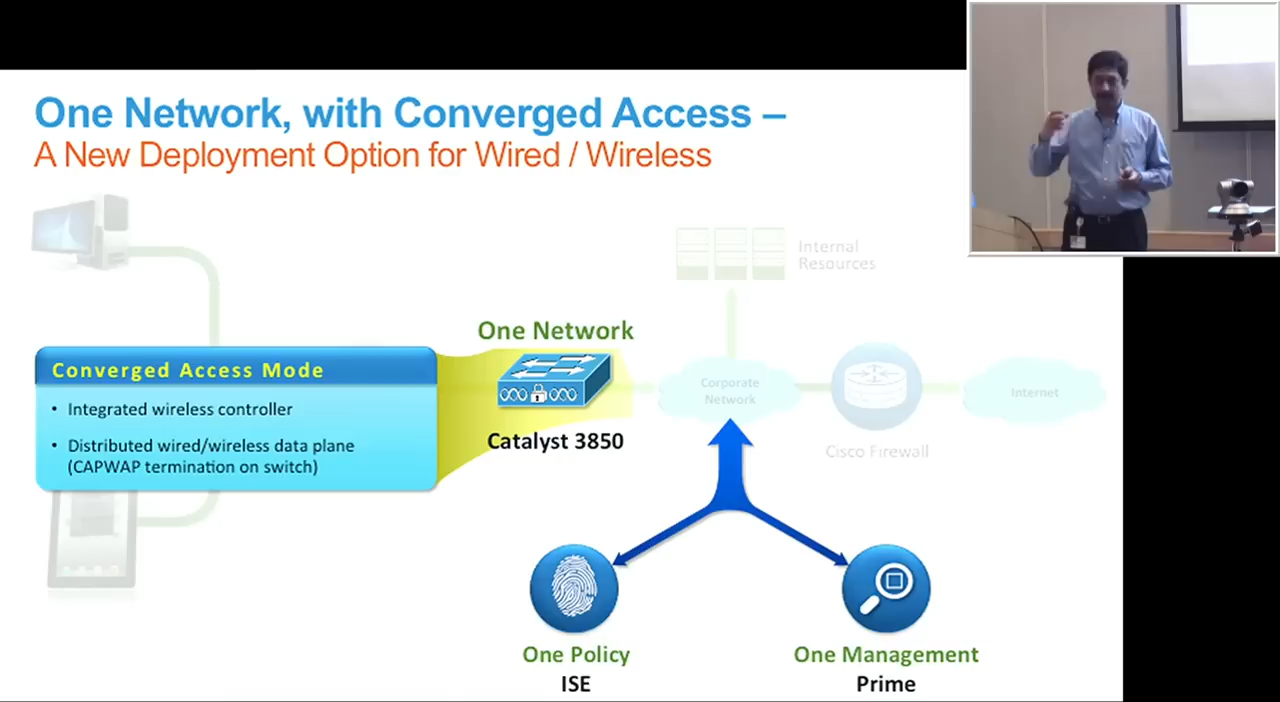 One Network, with Converged Access –
A New Deployment Option for Wired / Wireless
Internal
Resources
One Network
Converged Access Mode
• Integrated wireless controller
• Distributed wired/wireless data plane
(CAPWAP termination on switch)
Catalyst 3850
Corporate
Network
Internet
Cisco Firewall
One Policy
ISE
One Management
Prime